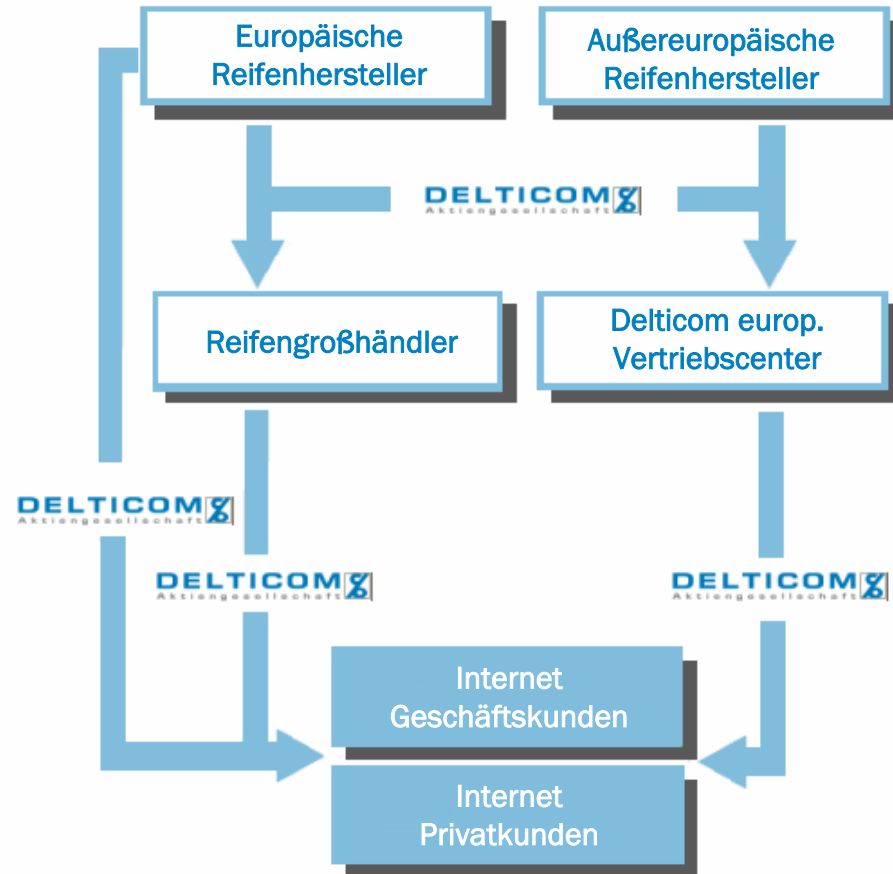 Europäische
Reifenhersteller
Außereuropäische
Reifenhersteller
DELTICOM
Aktiengesellschaft
Reifengroßhändler
Delticom europ.
Vertriebscenter
DELTICOM
Aktiengesellschaft
DELTICOM
Aktiengesellschaft
DELTICOM
Aktiengesellschaft
Internet
Geschäftskunden
Internet
Privatkunden